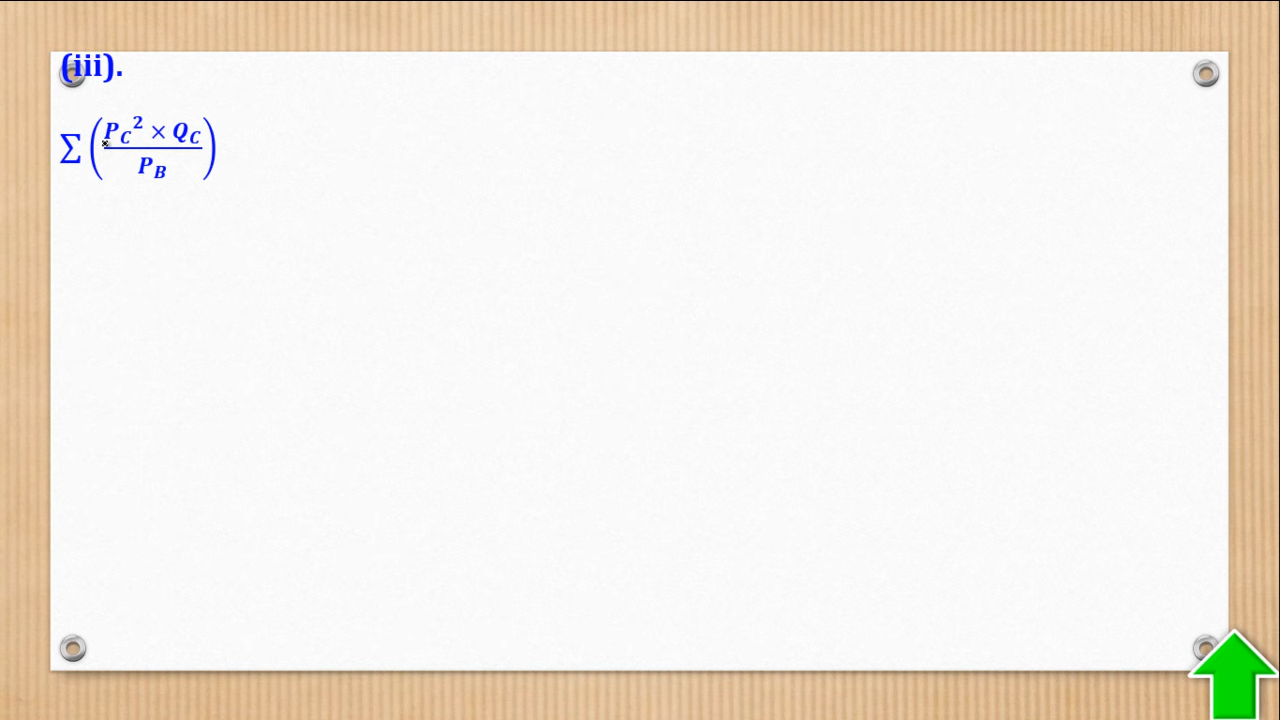 (iii).
∑ (P_C² × Q_C / P_B)